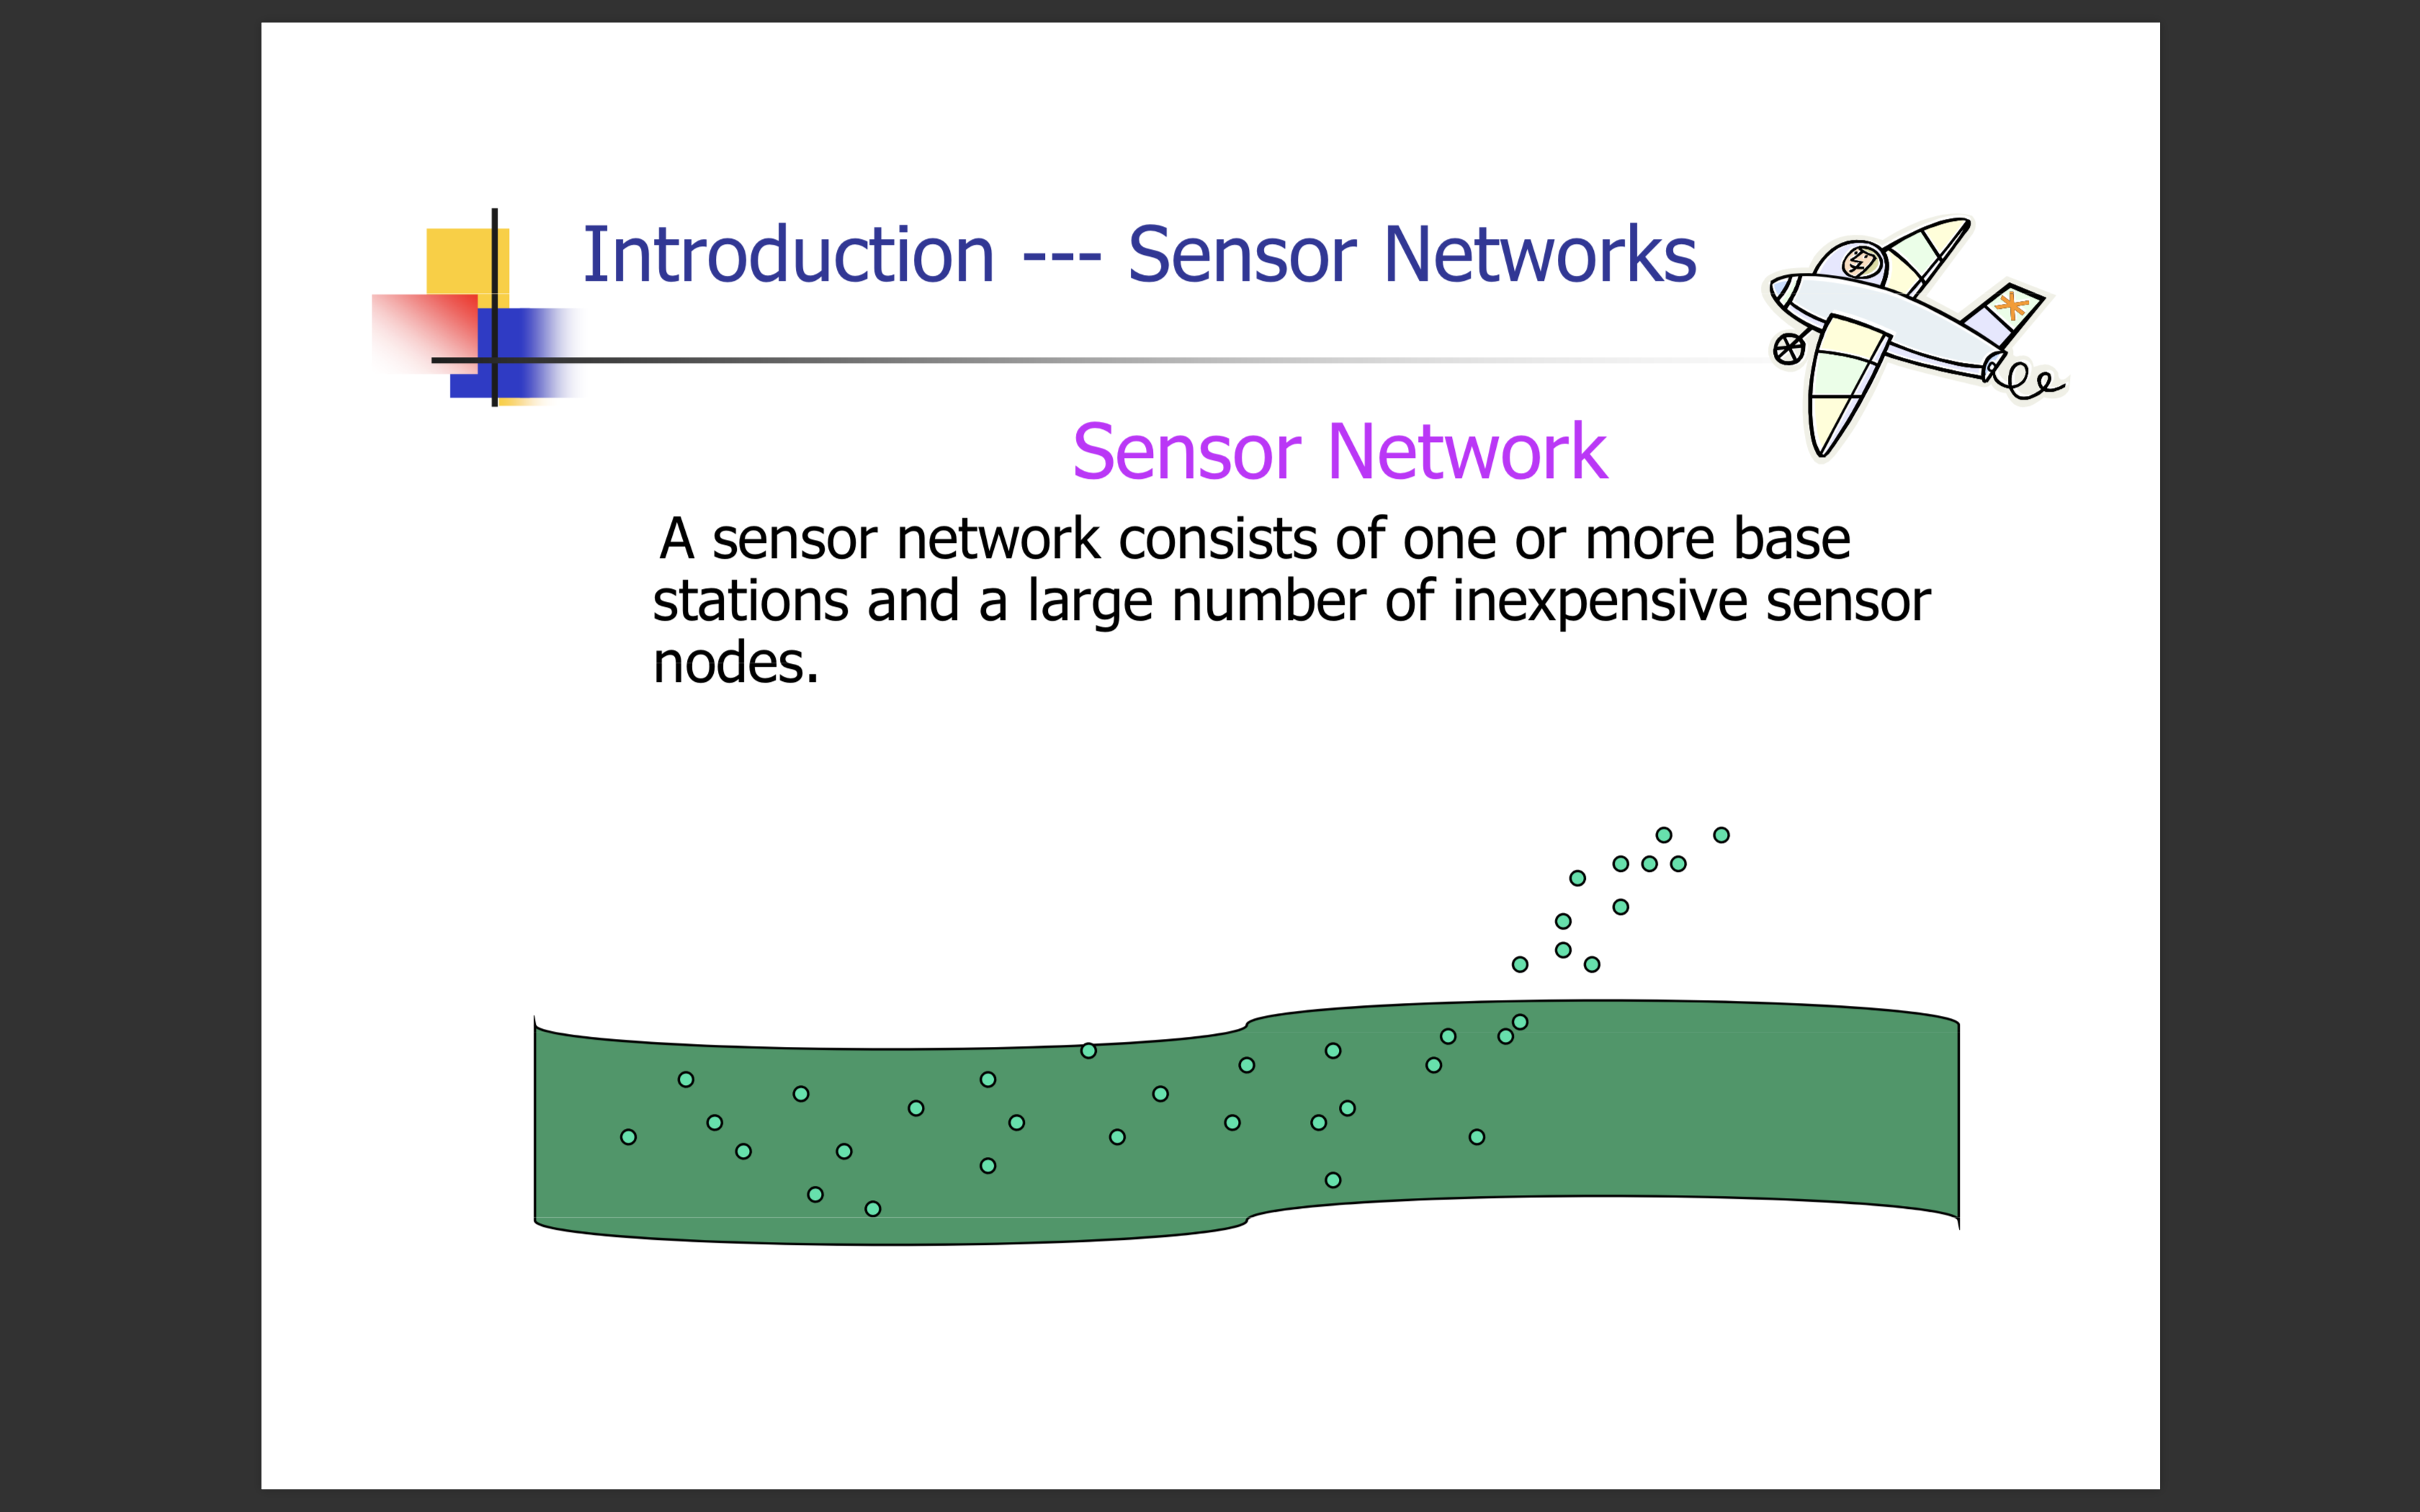 Introduction --- Sensor Networks
Sensor Network
A sensor network consists of one or more base
stations and a large number of inexpensive sensor
nodes.